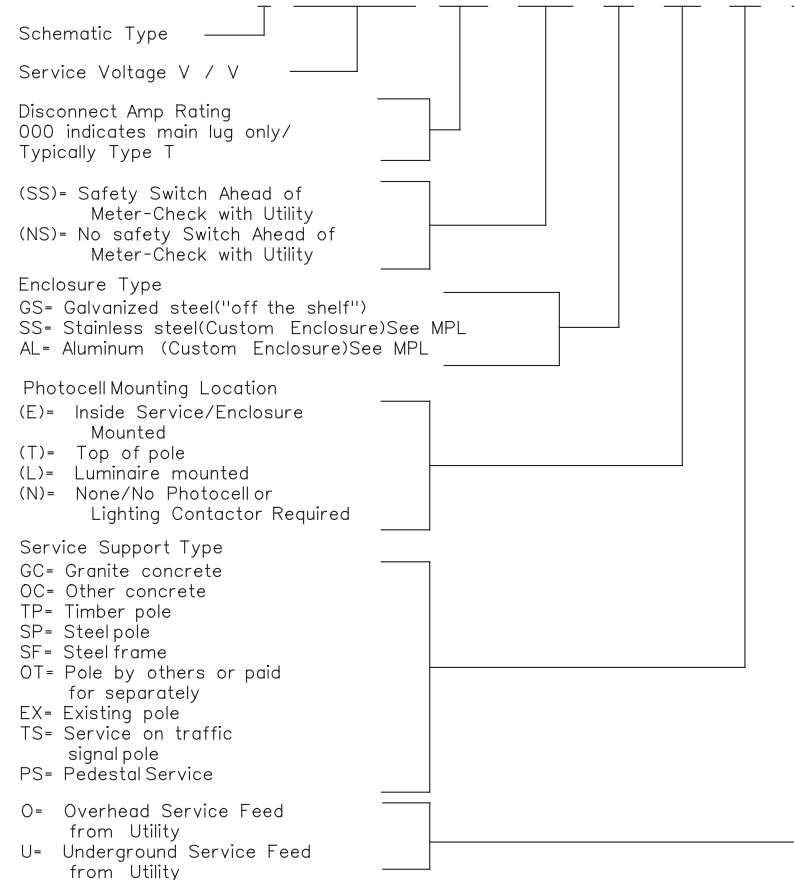 Schematic Type
Service Voltage V / V
Disconnect Amp Rating
000 indicates main lug only/
Typically Type T
(SS)= Safety Switch Ahead of
Meter-Check with Utility
(NS)= No safety Switch Ahead of
Meter-Check with Utility
Enclosure Type
GS= Galvanized steel("off the shelf")
SS= Stainless steel(Custom Enclosure)See MPL
AL= Aluminum (Custom Enclosure)See MPL
Photocell Mounting Location
(E)= Inside Service/Enclosure
Mounted
(T)= Top of pole
(L)= Luminaire mounted
(N)= None/No Photocell or
Lighting Contactor Required
Service Support Type
GC= Granite concrete
OC= Other concrete
TP= Timber pole
SP= Steel pole
SF= Steel frame
OT= Pole by others or paid
for separately
EX= Existing pole
TS= Service on traffic
signal pole
PS= Pedestal Service
O= Overhead Service Feed
from Utility
U= Underground Service Feed
from Utility